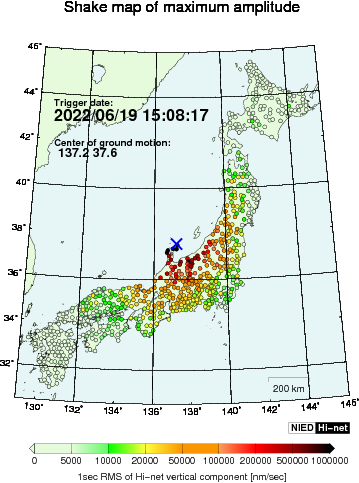 Shake map of maximum amplitude
45°
44°
Trigger date:
2022/06/19 15:08:17
42°
Center of ground motion:
137.2 37.6
40°
38°
36°
34°
32°
200 km
130° 132° 134° 136° 138° 140° 142° 144° 145°
NIED Hi-net
0 5000 10000 20000 50000 100000 200000 500000 1000000
1sec RMS of Hi-net vertical component [nm/sec]